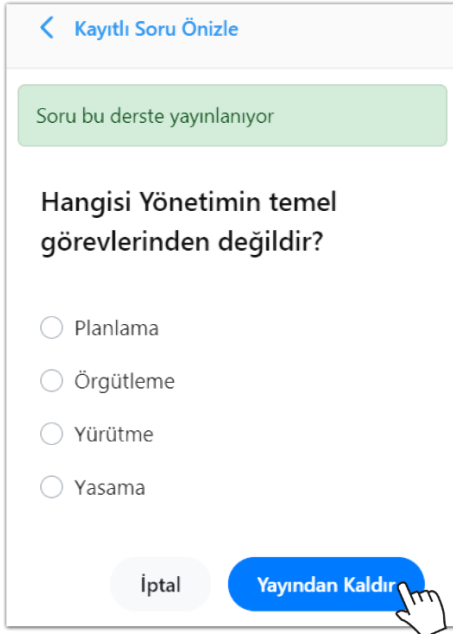 Kayıtlı Soru Önizle
Soru bu derste yayınlanıyor
Hangisi Yönetimin temel
görevlerinden değildir?
Planlama
Örgütleme
Yürütme
Yasama
İptal
Yayından Kaldır